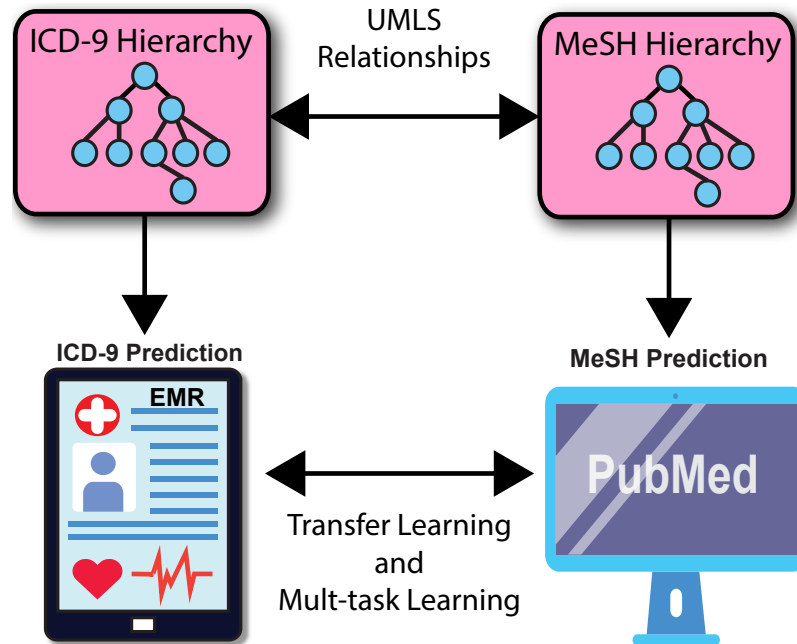 ICD-9 Hierarchy
UMLS
Relationships
MeSH Hierarchy
ICD-9 Prediction
MeSH Prediction
EMR
PubMed
Transfer Learning
and
Mult-task Learning